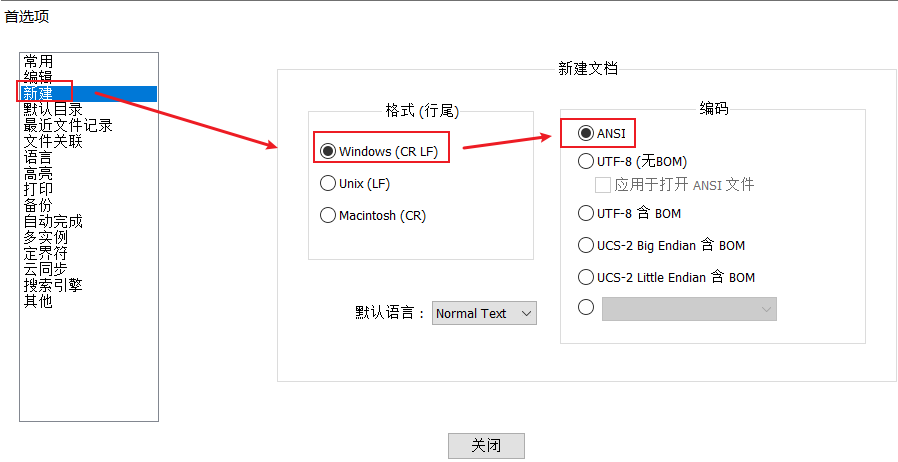 首选项
常用
编辑
新建
默认目录
最近文件记录
文件关联
语言
高亮
打印
备份
自动完成
多实例
定界符
云同步
搜索引擎
其他
新建文档
格式 (行尾)
Windows (CR LF)
Unix (LF)
Macintosh (CR)
默认语言：
Normal Text
编码
ANSI
UTF-8 (无BOM)
应用于打开 ANSI 文件
UTF-8 含 BOM
UCS-2 Big Endian 含 BOM
UCS-2 Little Endian 含 BOM
关闭